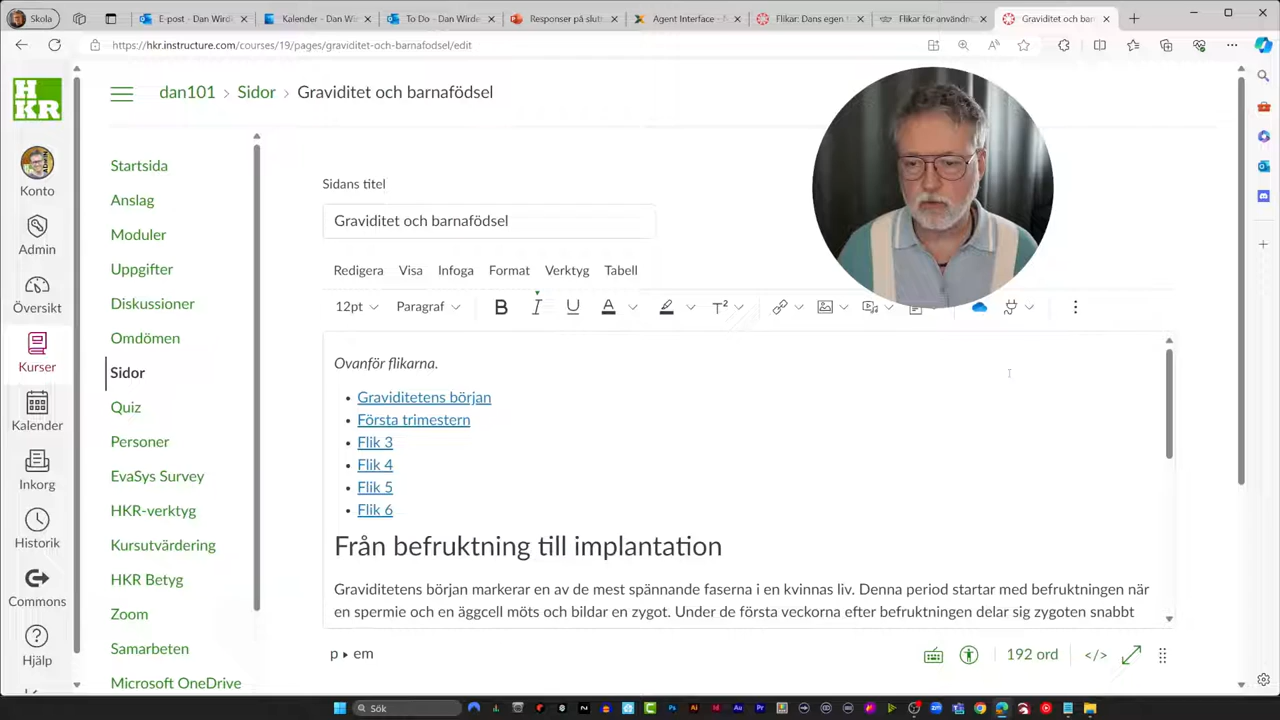 Skola
E-post - Dan Wirde
Kalender - Dan Wir
To Do - Dan Wirder
Responser på sluts
Agent Interface -
Flikar: Dans egen
Flikar för användn
Graviditet och bar
https://hkr.instructure.com/courses/19/pages/graviditet-och-barnafodsel/edit
HKR
dan101 > Sidor > Graviditet och barnafödsel
Konto
Admin
Översikt
Kurser
Kalender
Inkorg
Historik
Commons
Hjälp
Startsida
Anslag
Moduler
Uppgifter
Diskussioner
Omdömen
Sidor
Quiz
Personer
EvaSys Survey
HKR-verktyg
Kursutvärdering
HKR Betyg
Zoom
Samarbeten
Microsoft OneDrive
Sidans titel
Graviditet och barnafödsel
Redigera Visa Infoga Format Verktyg Tabell
12pt Paragraf B I U A T²
Ovanför flikarna.
• Graviditetens början
• Första trimestern
• Flik 3
• Flik 4
• Flik 5
• Flik 6
Från befruktning till implantation
Graviditetens början markerar en av de mest spännande faserna i en kvinnas liv. Denna period startar med befruktningen när
en spermie och en äggcell möts och bildar en zygot. Under de första veckorna efter befruktningen delar sig zygoten snabbt
p ▸ em
192 ord
</>
Sök